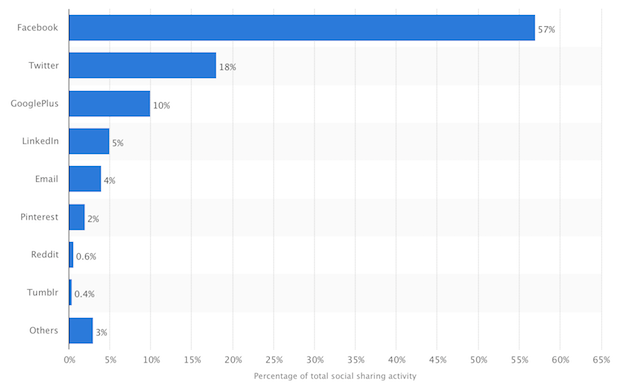 Facebook 57%
Twitter 18%
GooglePlus 10%
LinkedIn 5%
Email 4%
Pinterest 2%
Reddit 0.6%
Tumblr 0.4%
Others 3%
0% 5% 10% 15% 20% 25% 30% 35% 40% 45% 50% 55% 60% 65%
Percentage of total social sharing activity